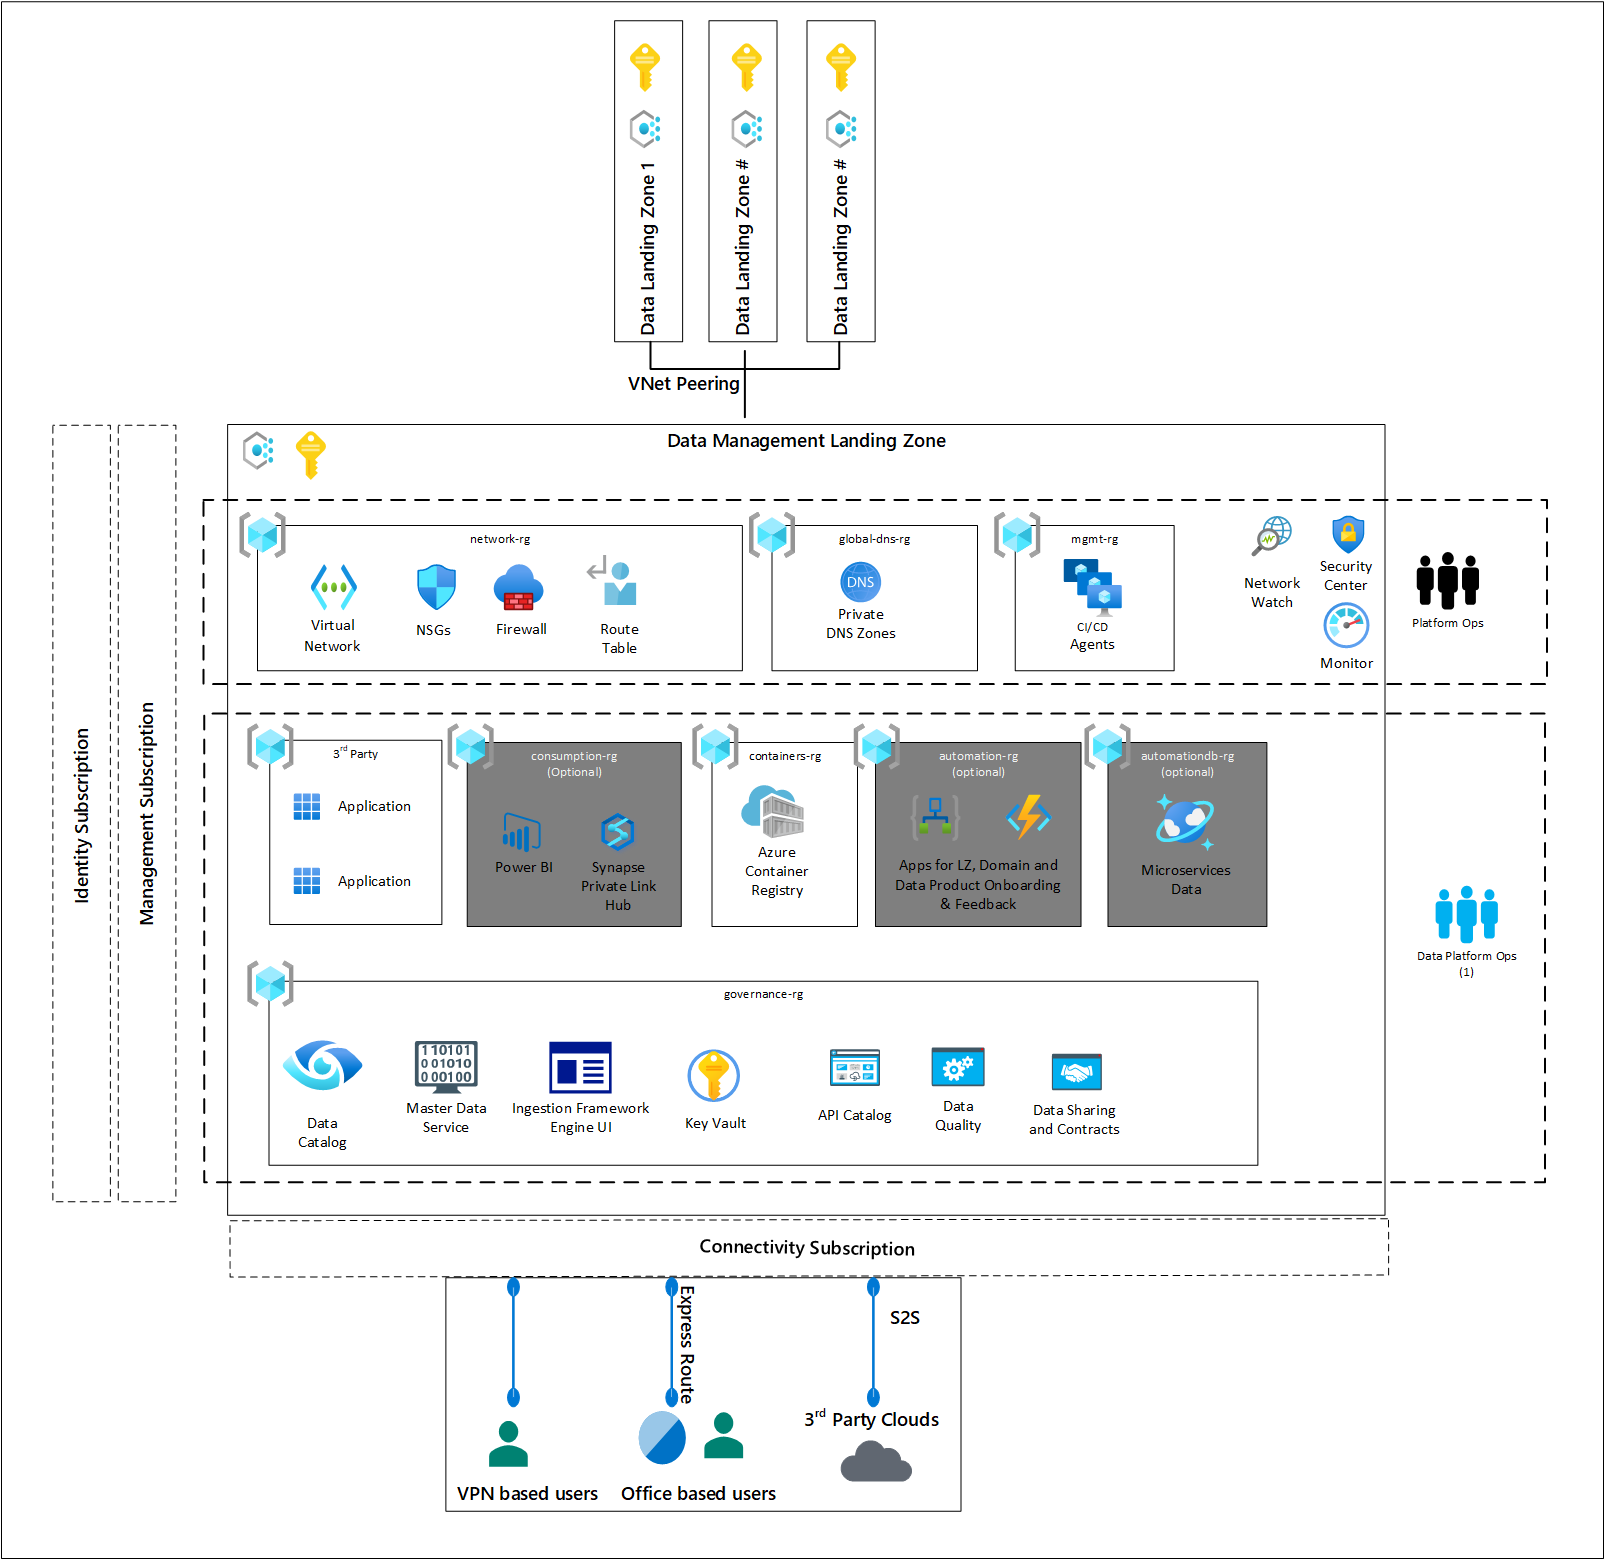 Data Landing Zone 1
Data Landing Zone #
Data Landing Zone #
VNet Peering
Identity Subscription
Management Subscription
Data Management Landing Zone
network-rg
Virtual
Network
NSGs
Firewall
Route
Table
global-dns-rg
DNS
Private
DNS Zones
mgmt-rg
CI/CD
Agents
Network
Watch
Security
Center
Monitor
Platform Ops
3rd Party
Application
Application
consumption-rg
(Optional)
Power BI
Synapse
Private Link
Hub
containers-rg
Azure
Container
Registry
automation-rg
(optional)
Apps for LZ, Domain and
Data Product Onboarding
& Feedback
automationdb-rg
(optional)
Microservices
Data
Data Platform Ops
(1)
governance-rg
Data
Catalog
110101
001010
000100
Master Data
Service
Ingestion Framework
Engine UI
Key Vault
API Catalog
Data
Quality
Data Sharing
and Contracts
Connectivity Subscription
Express Route
S2S
VPN based users
Office based users
3rd Party Clouds